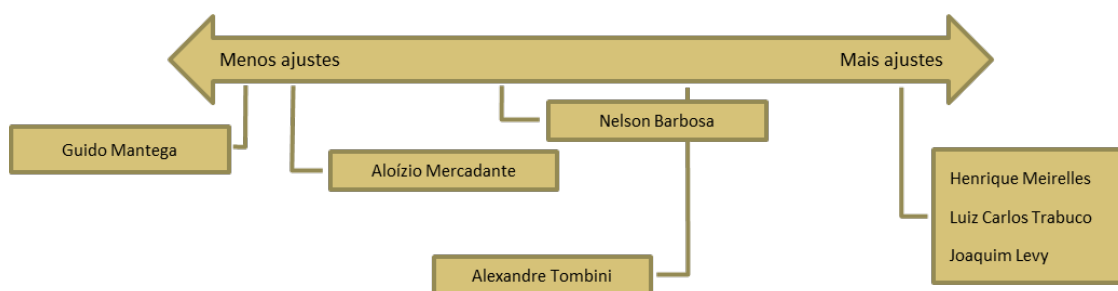 Menos ajustes
Mais ajustes
Nelson Barbosa
Guido Mantega
Aloízio Mercadante
Henrique Meirelles
Luiz Carlos Trabuco
Joaquim Levy
Alexandre Tombini